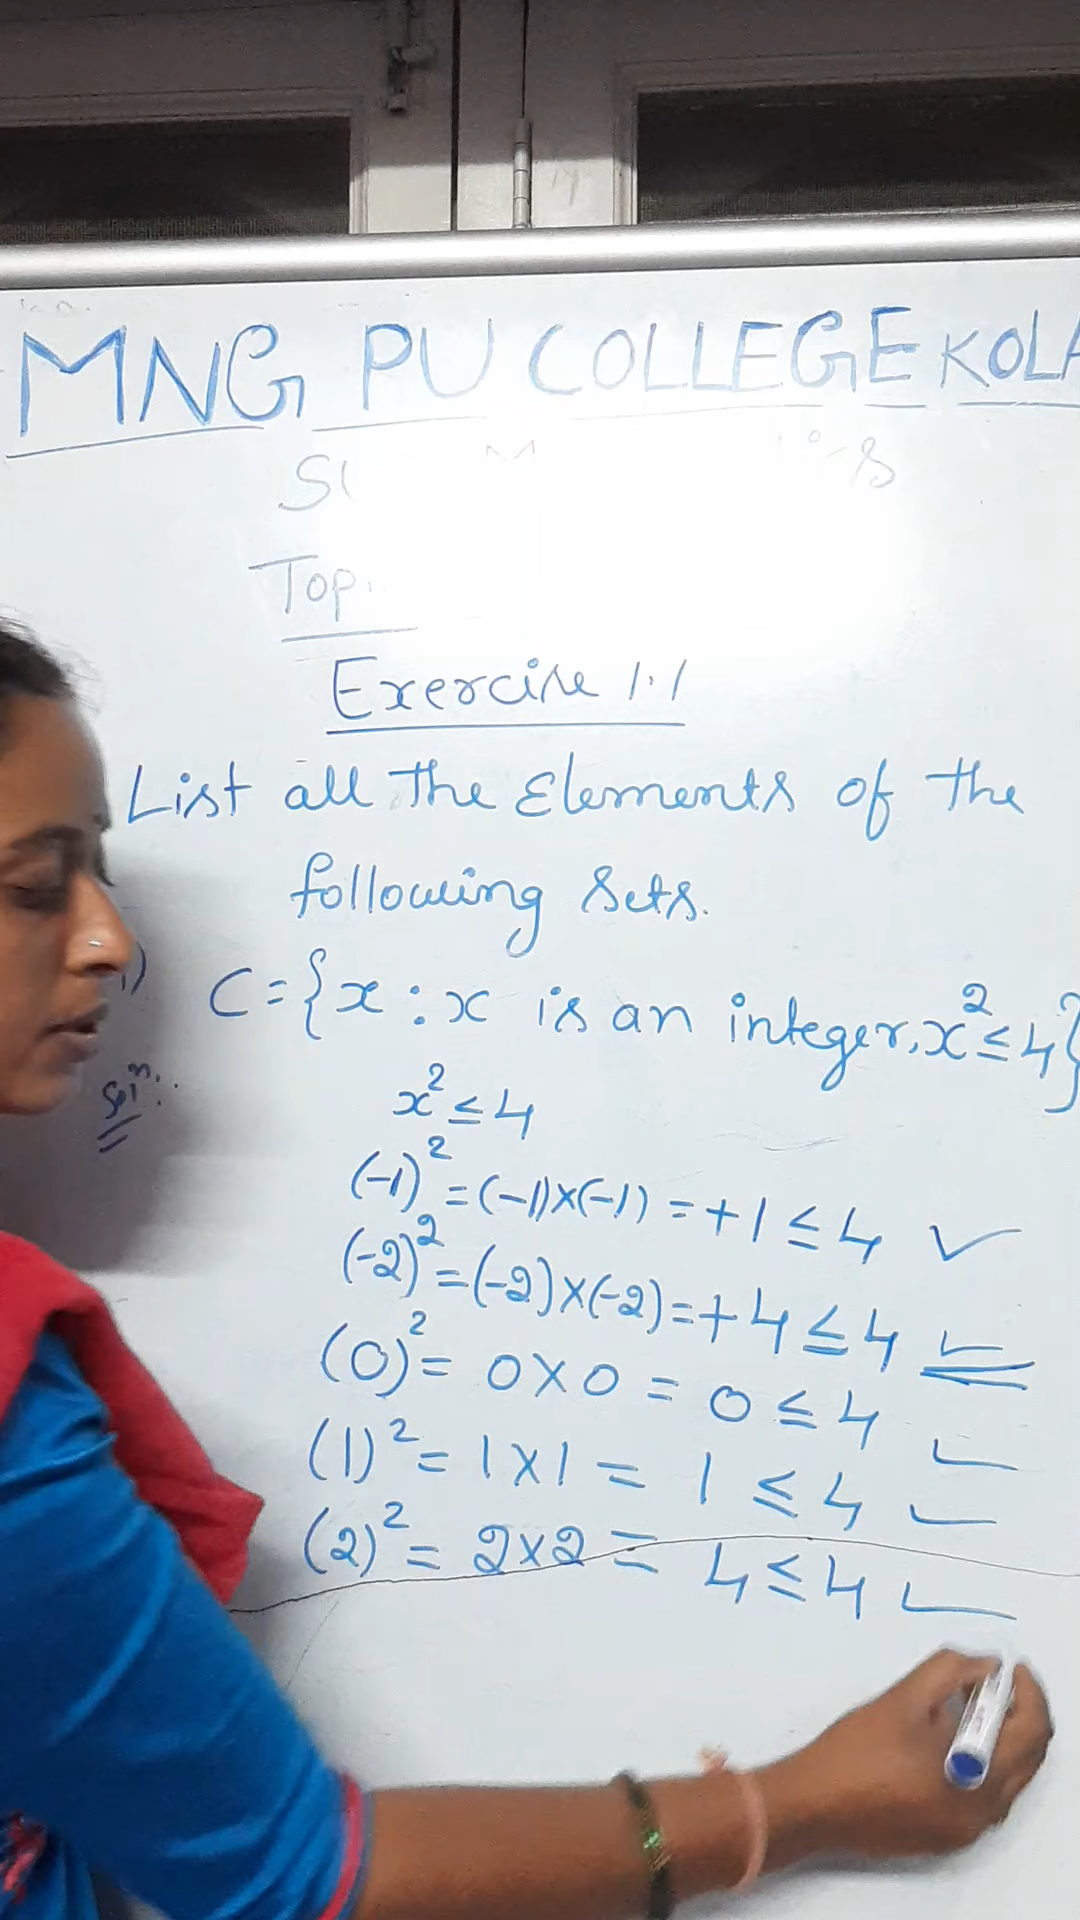 MNG PU COLLEGE KOLA
Exercise 1.1
List all the Elements of the
following Sets.
C={x:x is an integer, x²≤4}
Solⁿ:
x²≤4
(-1)²=(-1)×(-1)=+1≤4 ✓
(-2)²=(-2)×(-2)=+4≤4 ✓
(0)²=0×0=0≤4 ✓
(1)²=1×1=1≤4 ✓
(2)²=2×2=4≤4 ✓